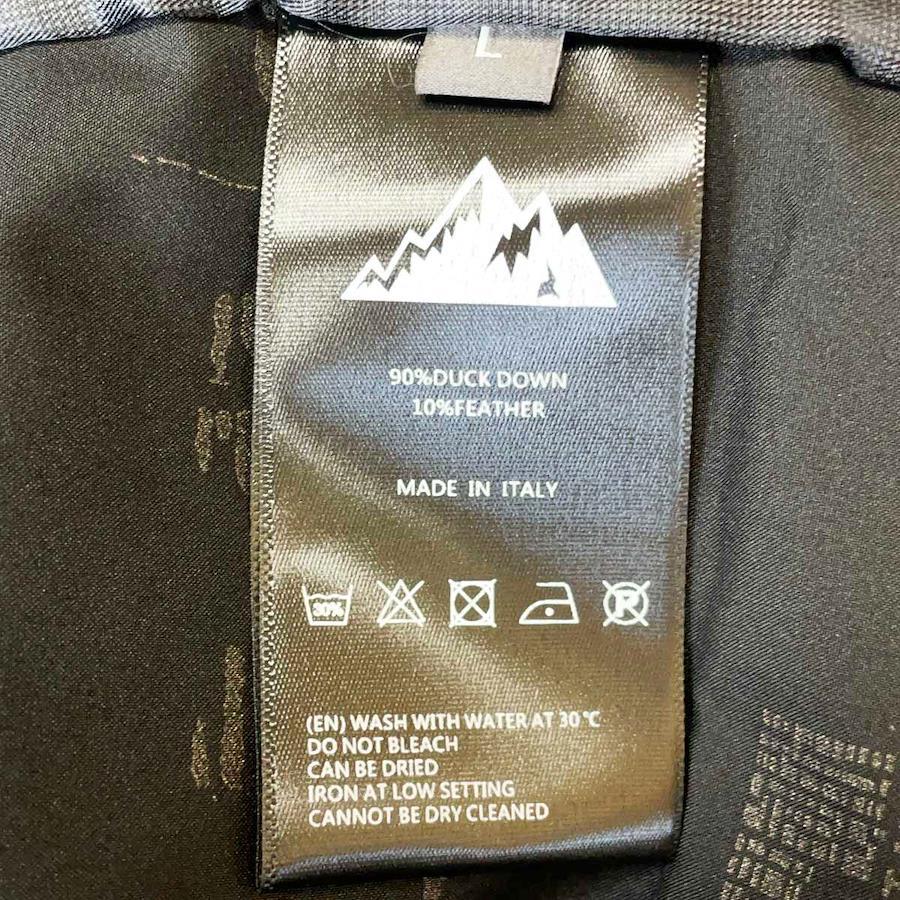 L
90%DUCK DOWN
10%FEATHER
MADE IN ITALY
30%
R
(EN) WASH WITH WATER AT 30 °C
DO NOT BLEACH
CAN BE DRIED
IRON AT LOW SETTING
CANNOT BE DRY CLEANED